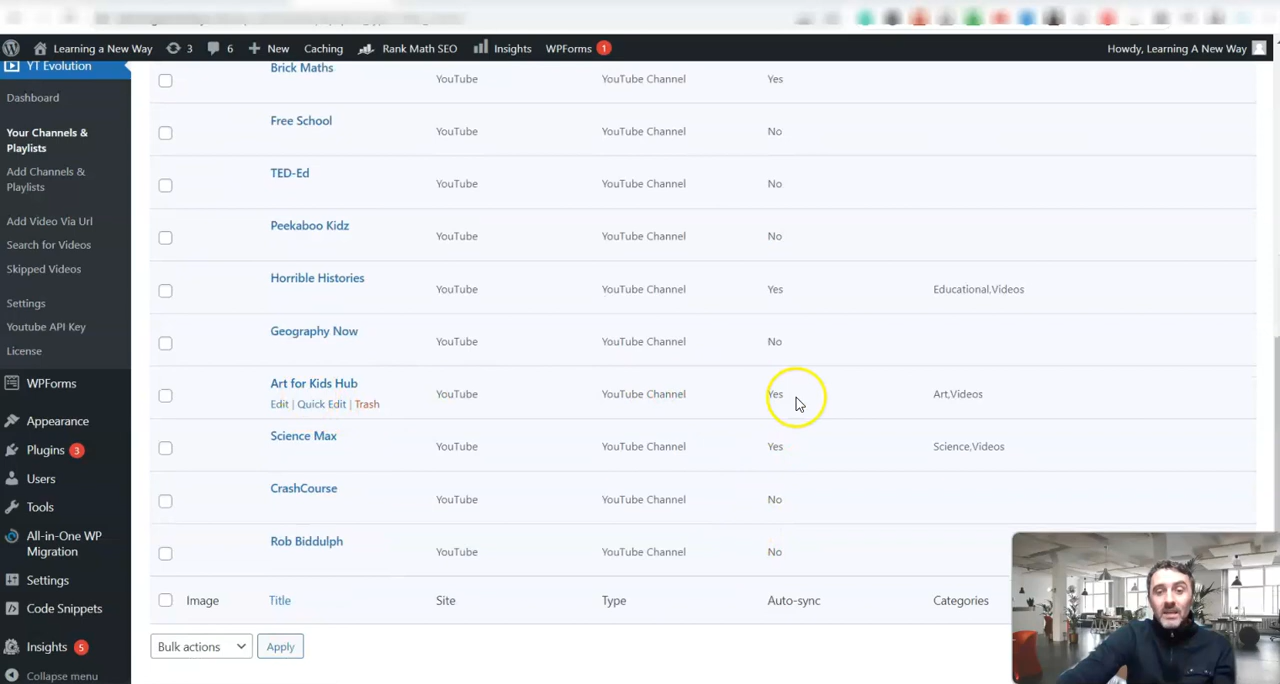 Learning a New Way 3 6 New Caching Rank Math SEO Insights WPForms 1 Howdy, Learning A New Way
YT Evolution
Dashboard
Your Channels &
Playlists
Add Channels &
Playlists
Add Video Via Url
Search for Videos
Skipped Videos
Settings
Youtube API Key
License
WPForms
Appearance
Plugins 3
Users
Tools
All-in-One WP
Migration
Settings
Code Snippets
Insights 5
Collapse menu
Brick Maths YouTube YouTube Channel Yes
Free School YouTube YouTube Channel No
TED-Ed YouTube YouTube Channel No
Peekaboo Kidz YouTube YouTube Channel No
Horrible Histories YouTube YouTube Channel Yes Educational,Videos
Geography Now YouTube YouTube Channel No
Art for Kids Hub YouTube YouTube Channel Yes Art,Videos
Edit | Quick Edit | Trash
Science Max YouTube YouTube Channel Yes Science,Videos
CrashCourse YouTube YouTube Channel No
Rob Biddulph YouTube YouTube Channel No
Image Title Site Type Auto-sync Categories
Bulk actions Apply